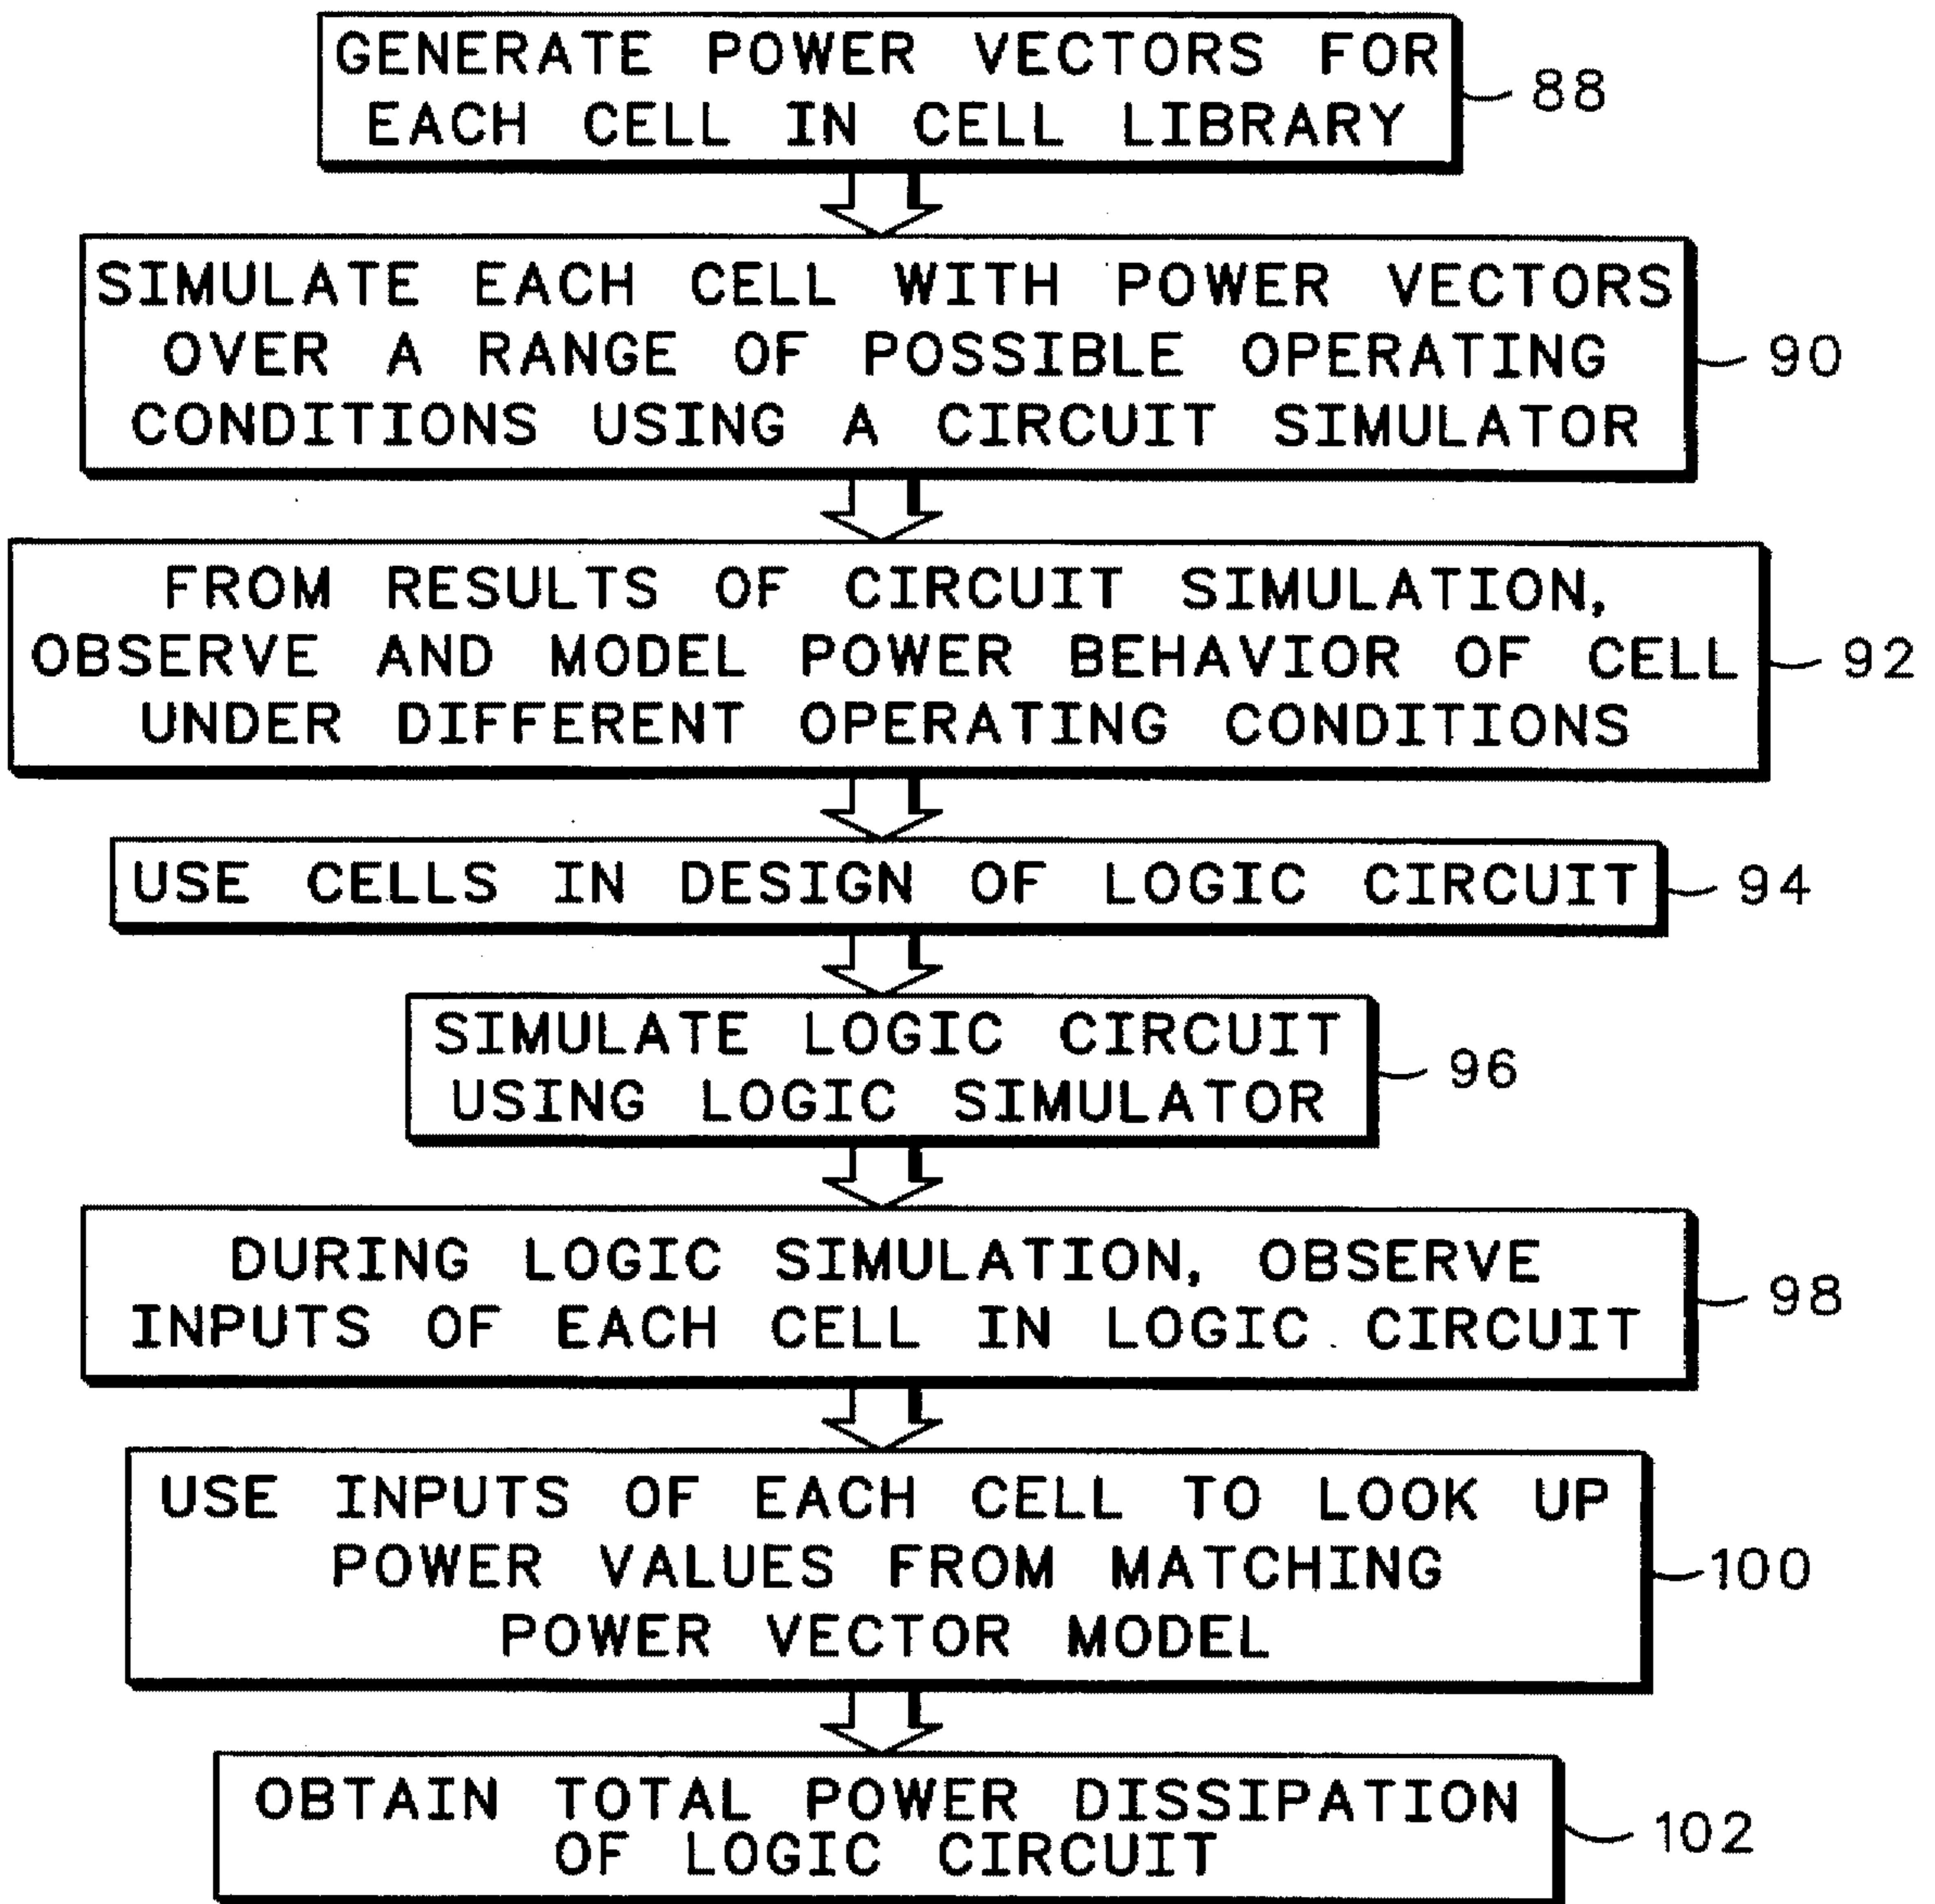 GENERATE POWER VECTORS FOR
EACH CELL IN CELL LIBRARY
88
SIMULATE EACH CELL WITH POWER VECTORS
OVER A RANGE OF POSSIBLE OPERATING
CONDITIONS USING A CIRCUIT SIMULATOR
90
FROM RESULTS OF CIRCUIT SIMULATION,
OBSERVE AND MODEL POWER BEHAVIOR OF CELL
UNDER DIFFERENT OPERATING CONDITIONS
92
USE CELLS IN DESIGN OF LOGIC CIRCUIT
94
SIMULATE LOGIC CIRCUIT
USING LOGIC SIMULATOR
96
DURING LOGIC SIMULATION, OBSERVE
INPUTS OF EACH CELL IN LOGIC CIRCUIT
98
USE INPUTS OF EACH CELL TO LOOK UP
POWER VALUES FROM MATCHING
POWER VECTOR MODEL
100
OBTAIN TOTAL POWER DISSIPATION
OF LOGIC CIRCUIT
102